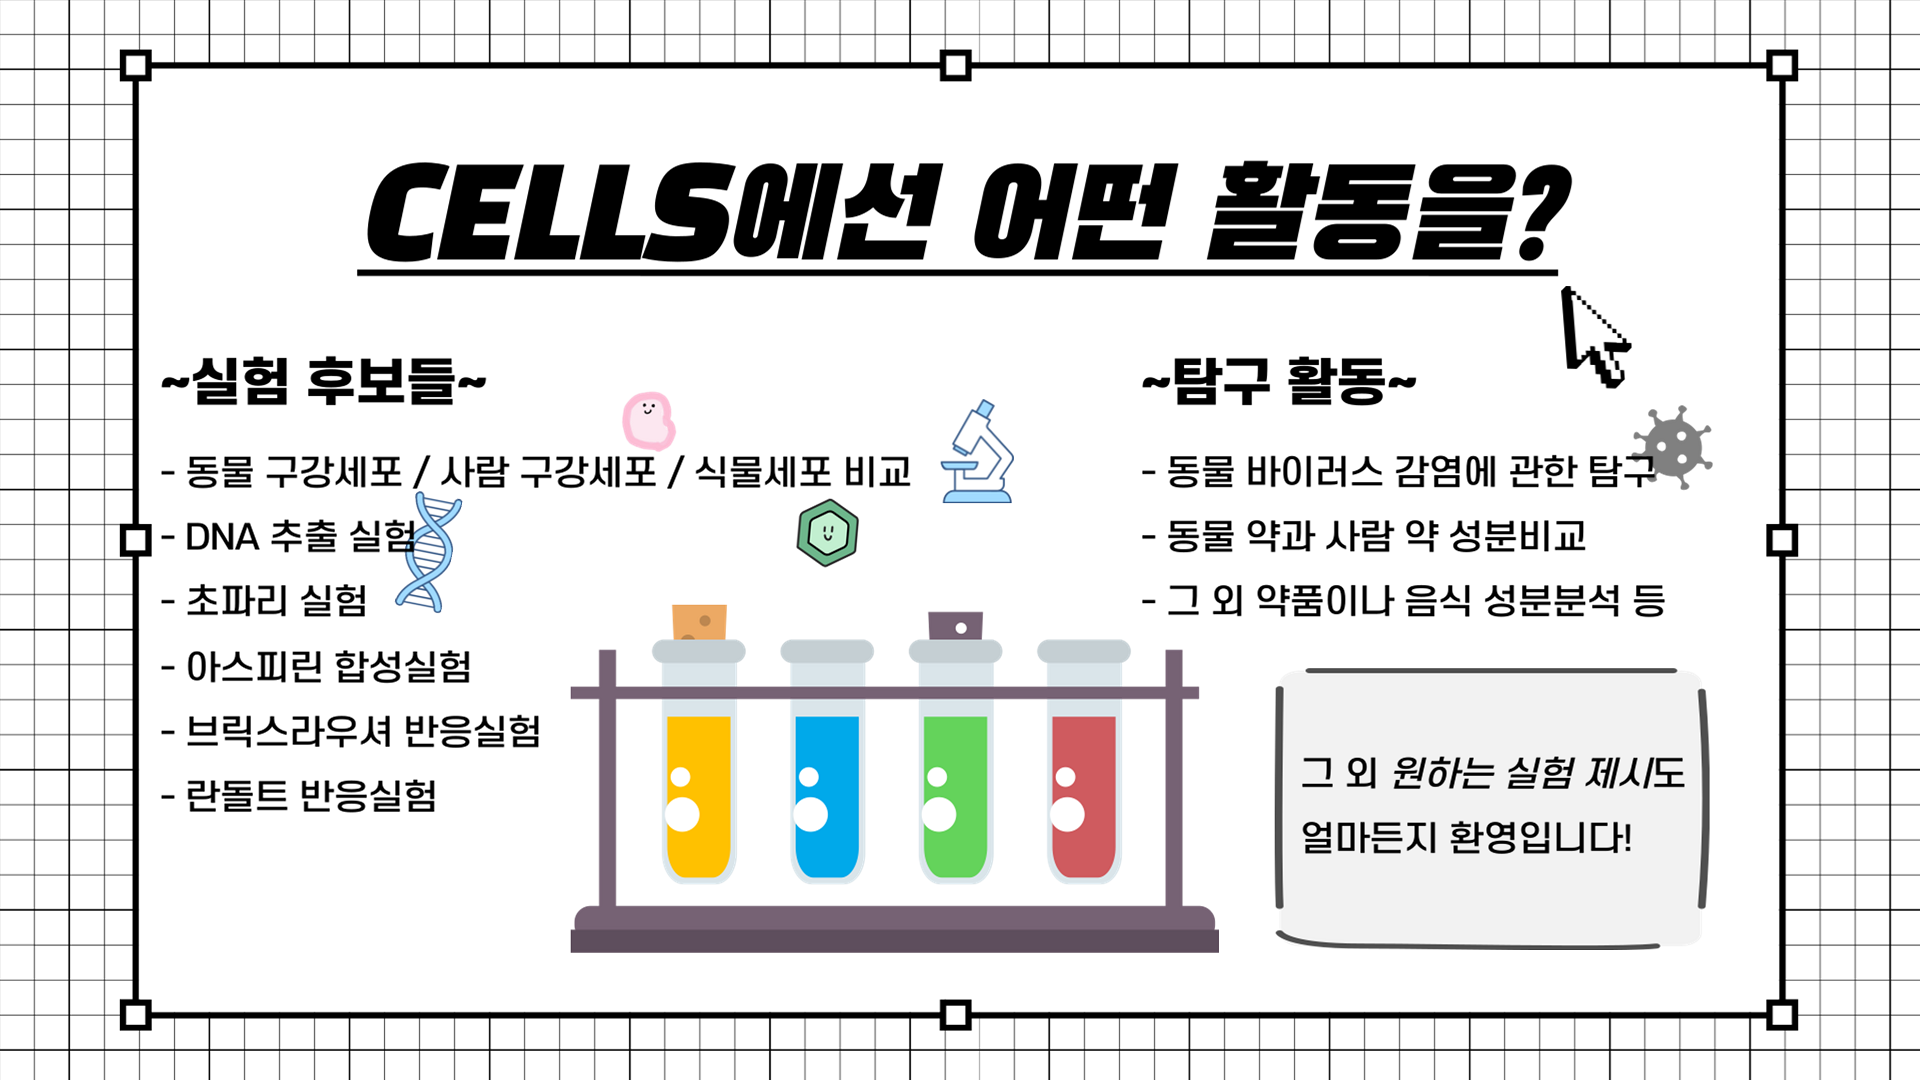 CELLS에선 어떤 활동을?
~실험 후보들~
- 동물 구강세포 / 사람 구강세포 / 식물세포 비교
- DNA 추출 실험
- 초파리 실험
- 아스피린 합성실험
- 브릭스라우셔 반응실험
- 란돌트 반응실험
~탐구 활동~
- 동물 바이러스 감염에 관한 탐구
- 동물 약과 사람 약 성분비교
- 그 외 약품이나 음식 성분분석 등
그 외 원하는 실험 제시도
얼마든지 환영입니다!